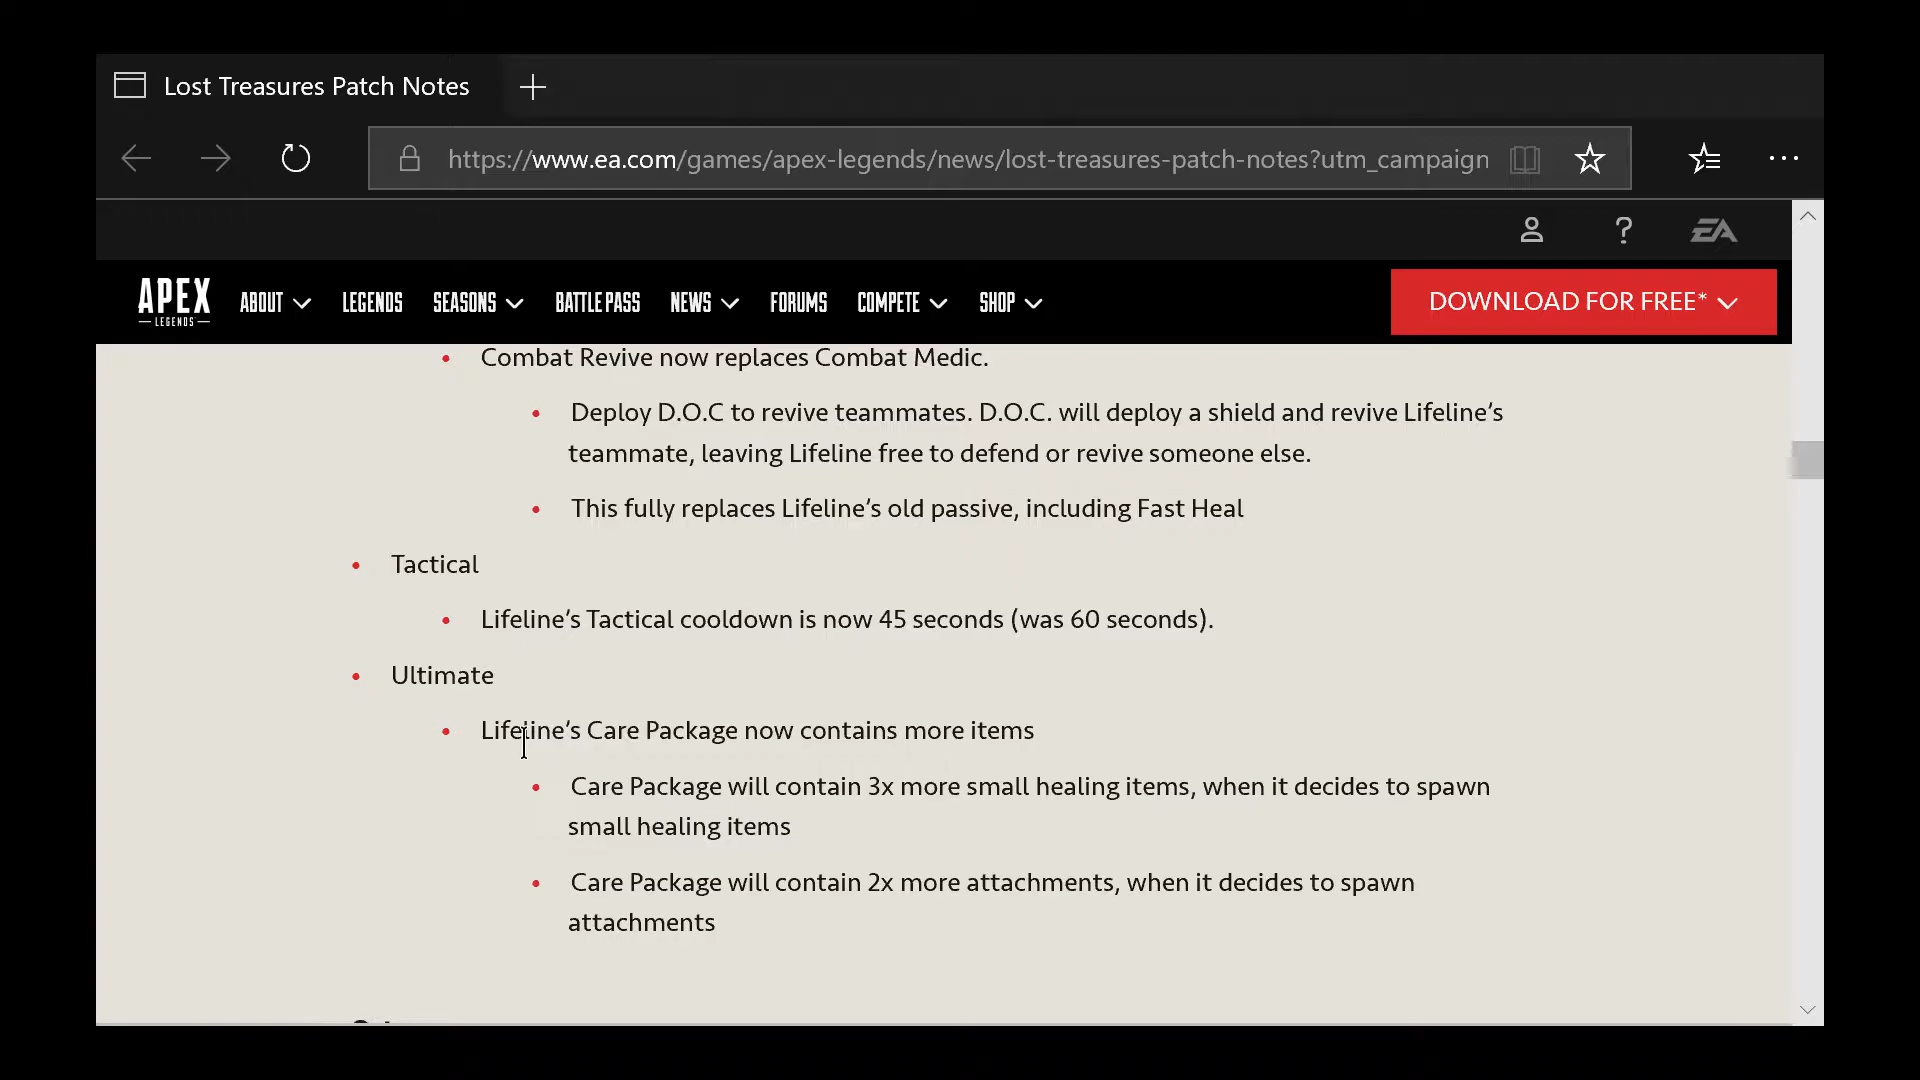 Lost Treasures Patch Notes
https://www.ea.com/games/apex-legends/news/lost-treasures-patch-notes?utm_campaign
? EA
APEX
LEGENDS
ABOUT LEGENDS SEASONS BATTLE PASS NEWS FORUMS COMPETE SHOP DOWNLOAD FOR FREE*
• Combat Revive now replaces Combat Medic.
• Deploy D.O.C to revive teammates. D.O.C. will deploy a shield and revive Lifeline’s
teammate, leaving Lifeline free to defend or revive someone else.
• This fully replaces Lifeline’s old passive, including Fast Heal
• Tactical
• Lifeline’s Tactical cooldown is now 45 seconds (was 60 seconds).
• Ultimate
• Lifeline’s Care Package now contains more items
• Care Package will contain 3x more small healing items, when it decides to spawn
small healing items
• Care Package will contain 2x more attachments, when it decides to spawn
attachments